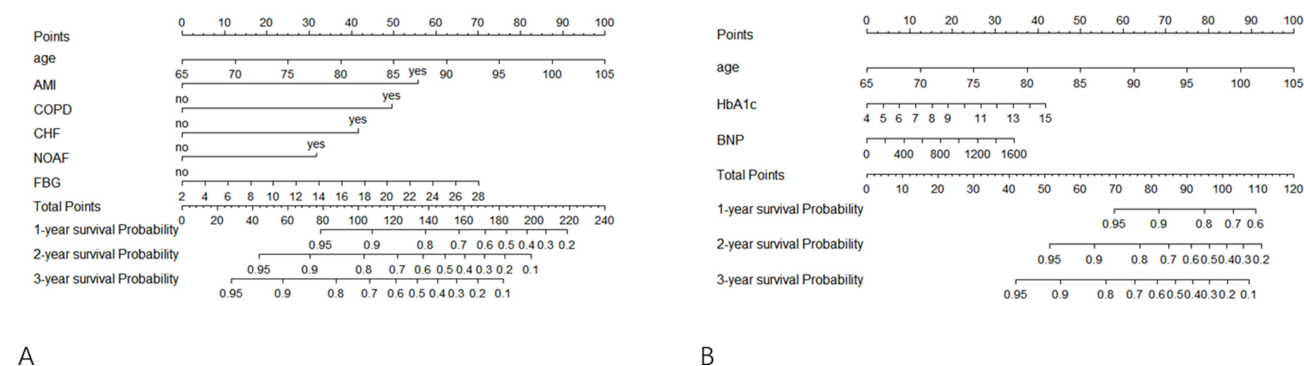 0 10 20 30 40 50 60 70 80 90 100
Points
age
65 70 75 80 85 90 95 100 105
yes
AMI
no
yes
COPD
no
yes
CHF
no
yes
NOAF
no
FBG
2 4 6 8 10 12 14 16 18 20 22 24 26 28
Total Points
0 20 40 60 80 100 120 140 160 180 200 220 240
1-year survival Probability
0.95 0.9 0.8 0.7 0.6 0.5 0.4 0.3 0.2
2-year survival Probability
0.95 0.9 0.8 0.7 0.6 0.5 0.4 0.3 0.2 0.1
3-year survival Probability
0.95 0.9 0.8 0.7 0.6 0.5 0.4 0.3 0.2 0.1
A
0 10 20 30 40 50 60 70 80 90 100
Points
age
65 70 75 80 85 90 95 100 105
HbA1c
4 5 6 7 8 9 11 13 15
BNP
0 400 800 1200 1600
Total Points
0 10 20 30 40 50 60 70 80 90 100 110 120
1-year survival Probability
0.95 0.9 0.8 0.7 0.6
2-year survival Probability
0.95 0.9 0.8 0.7 0.6 0.5 0.4 0.3 0.2
3-year survival Probability
0.95 0.9 0.8 0.7 0.6 0.5 0.4 0.3 0.2 0.1
B